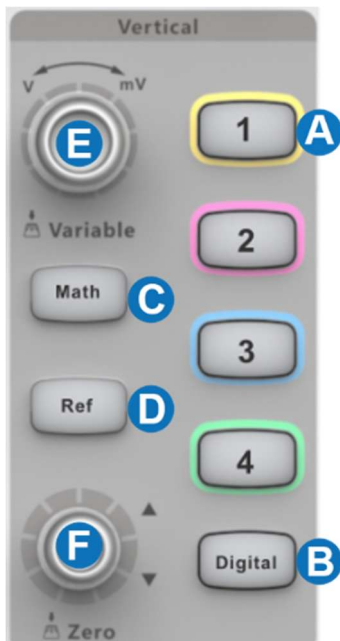 Vertical
V mV
E
1 A
Variable
2
Math C
3
Ref D
4
F
Digital B
Zero